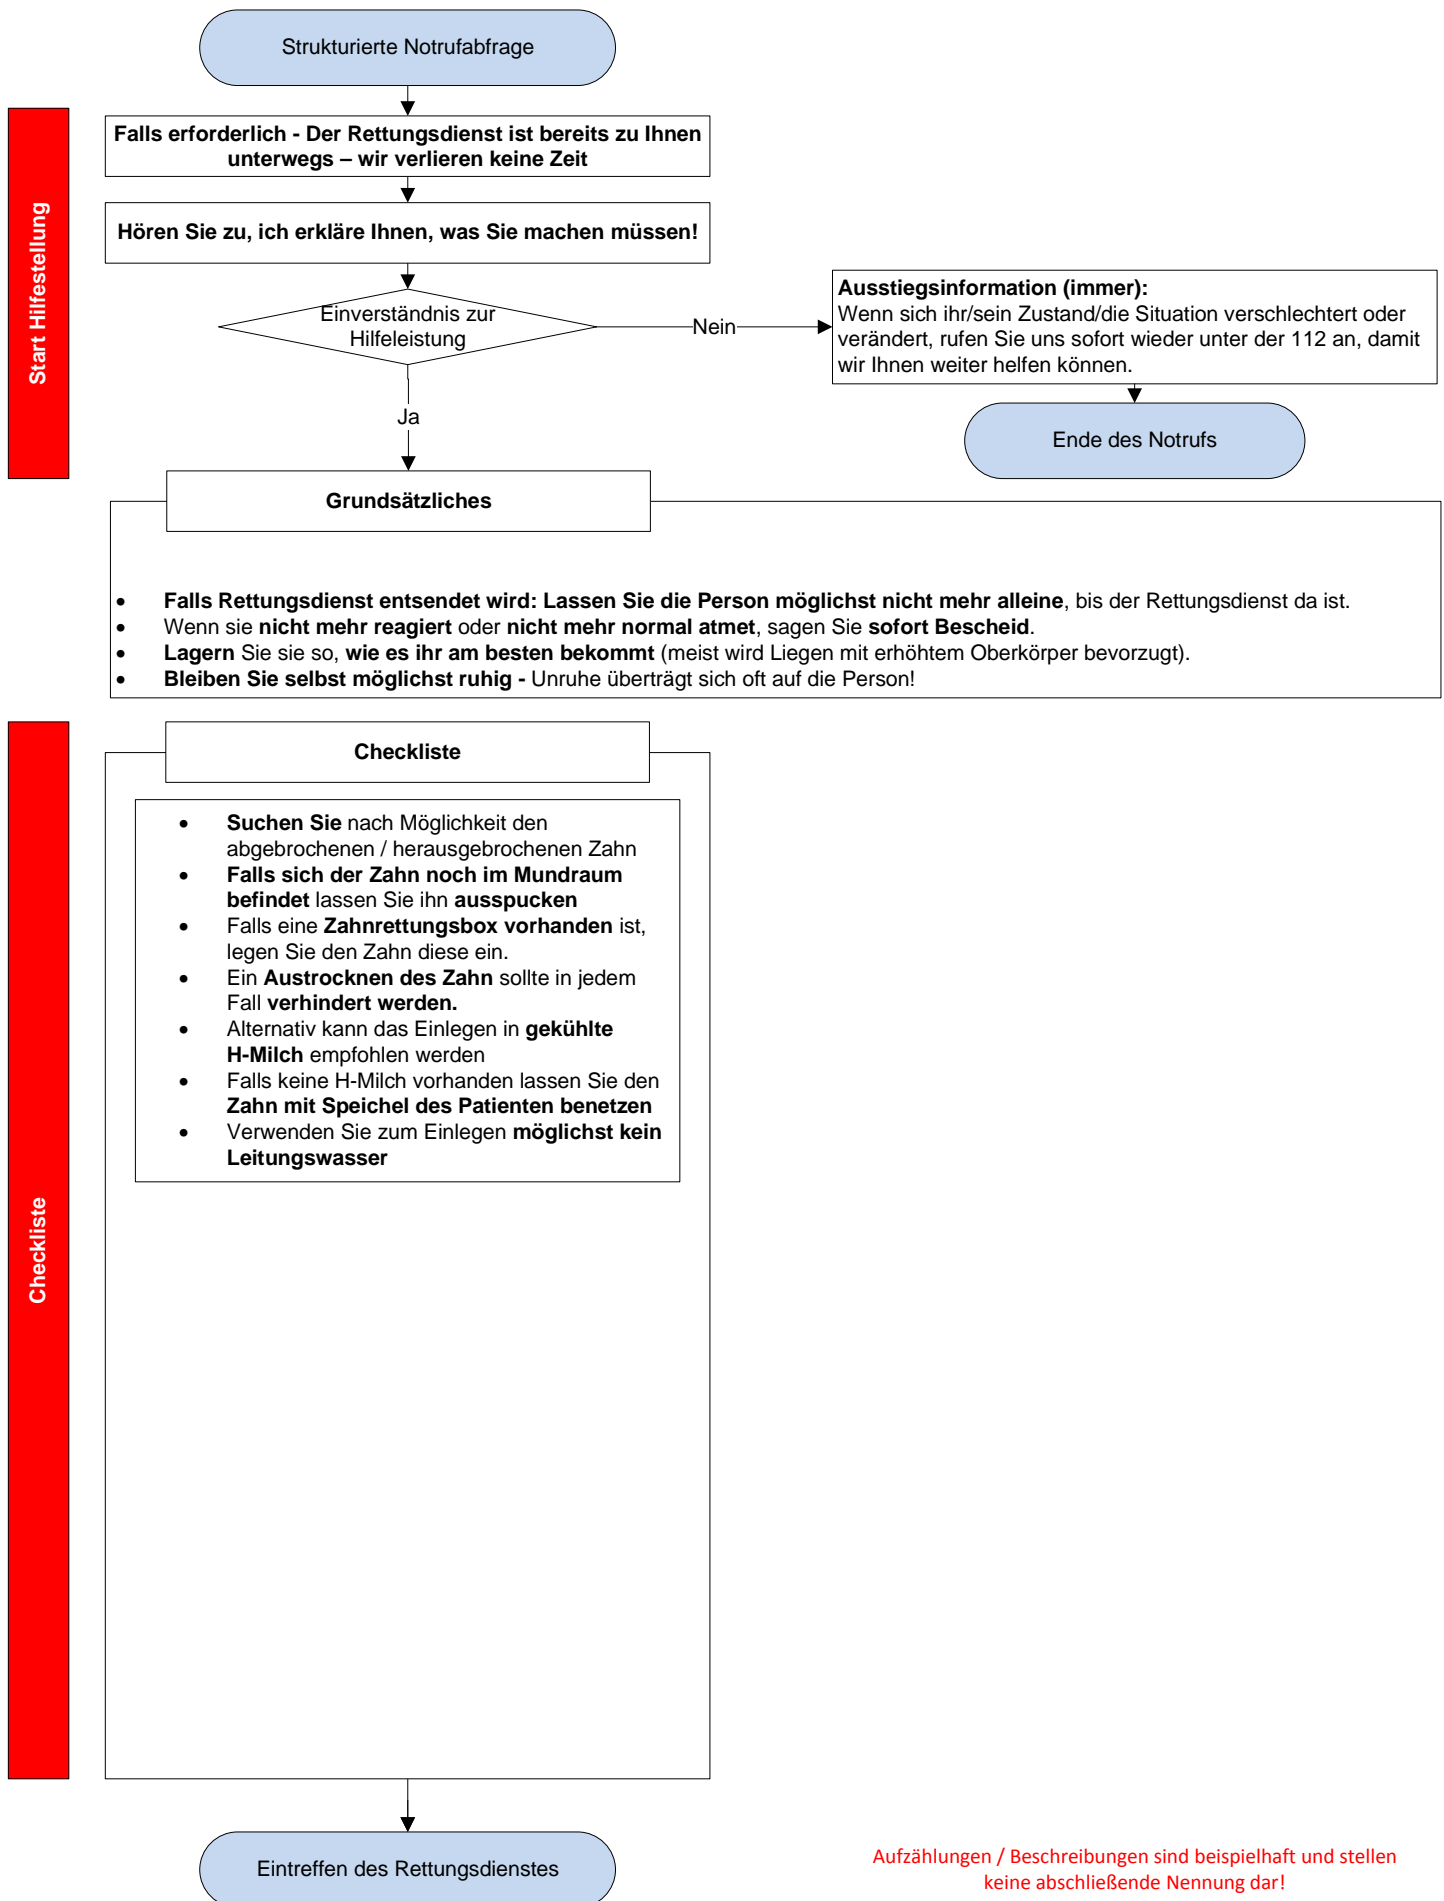 Strukturierte Notrufabfrage
Start Hilfestellung
Falls erforderlich - Der Rettungsdienst ist bereits zu Ihnen
unterwegs – wir verlieren keine Zeit
Hören Sie zu, ich erkläre Ihnen, was Sie machen müssen!
Einverständnis zur
Hilfeleistung
Nein
Ausstiegsinformation (immer):
Wenn sich ihr/sein Zustand/die Situation verschlechtert oder
verändert, rufen Sie uns sofort wieder unter der 112 an, damit
wir Ihnen weiter helfen können.
Ja
Ende des Notrufs
Grundsätzliches
• Falls Rettungsdienst entsendet wird: Lassen Sie die Person möglichst nicht mehr alleine, bis der Rettungsdienst da ist.
• Wenn sie nicht mehr reagiert oder nicht mehr normal atmet, sagen Sie sofort Bescheid.
• Lagern Sie sie so, wie es ihr am besten bekommt (meist wird Liegen mit erhöhtem Oberkörper bevorzugt).
• Bleiben Sie selbst möglichst ruhig - Unruhe überträgt sich oft auf die Person!
Checkliste
Checkliste
• Suchen Sie nach Möglichkeit den
abgebrochenen / herausgebrochenen Zahn
• Falls sich der Zahn noch im Mundraum
befindet lassen Sie ihn ausspucken
• Falls eine Zahnrettungsbox vorhanden ist,
legen Sie den Zahn diese ein.
• Ein Austrocknen des Zahn sollte in jedem
Fall verhindert werden.
• Alternativ kann das Einlegen in gekühlte
H-Milch empfohlen werden
• Falls keine H-Milch vorhanden lassen Sie den
Zahn mit Speichel des Patienten benetzen
• Verwenden Sie zum Einlegen möglichst kein
Leitungswasser
Eintreffen des Rettungsdienstes
Aufzählungen / Beschreibungen sind beispielhaft und stellen
keine abschließende Nennung dar!